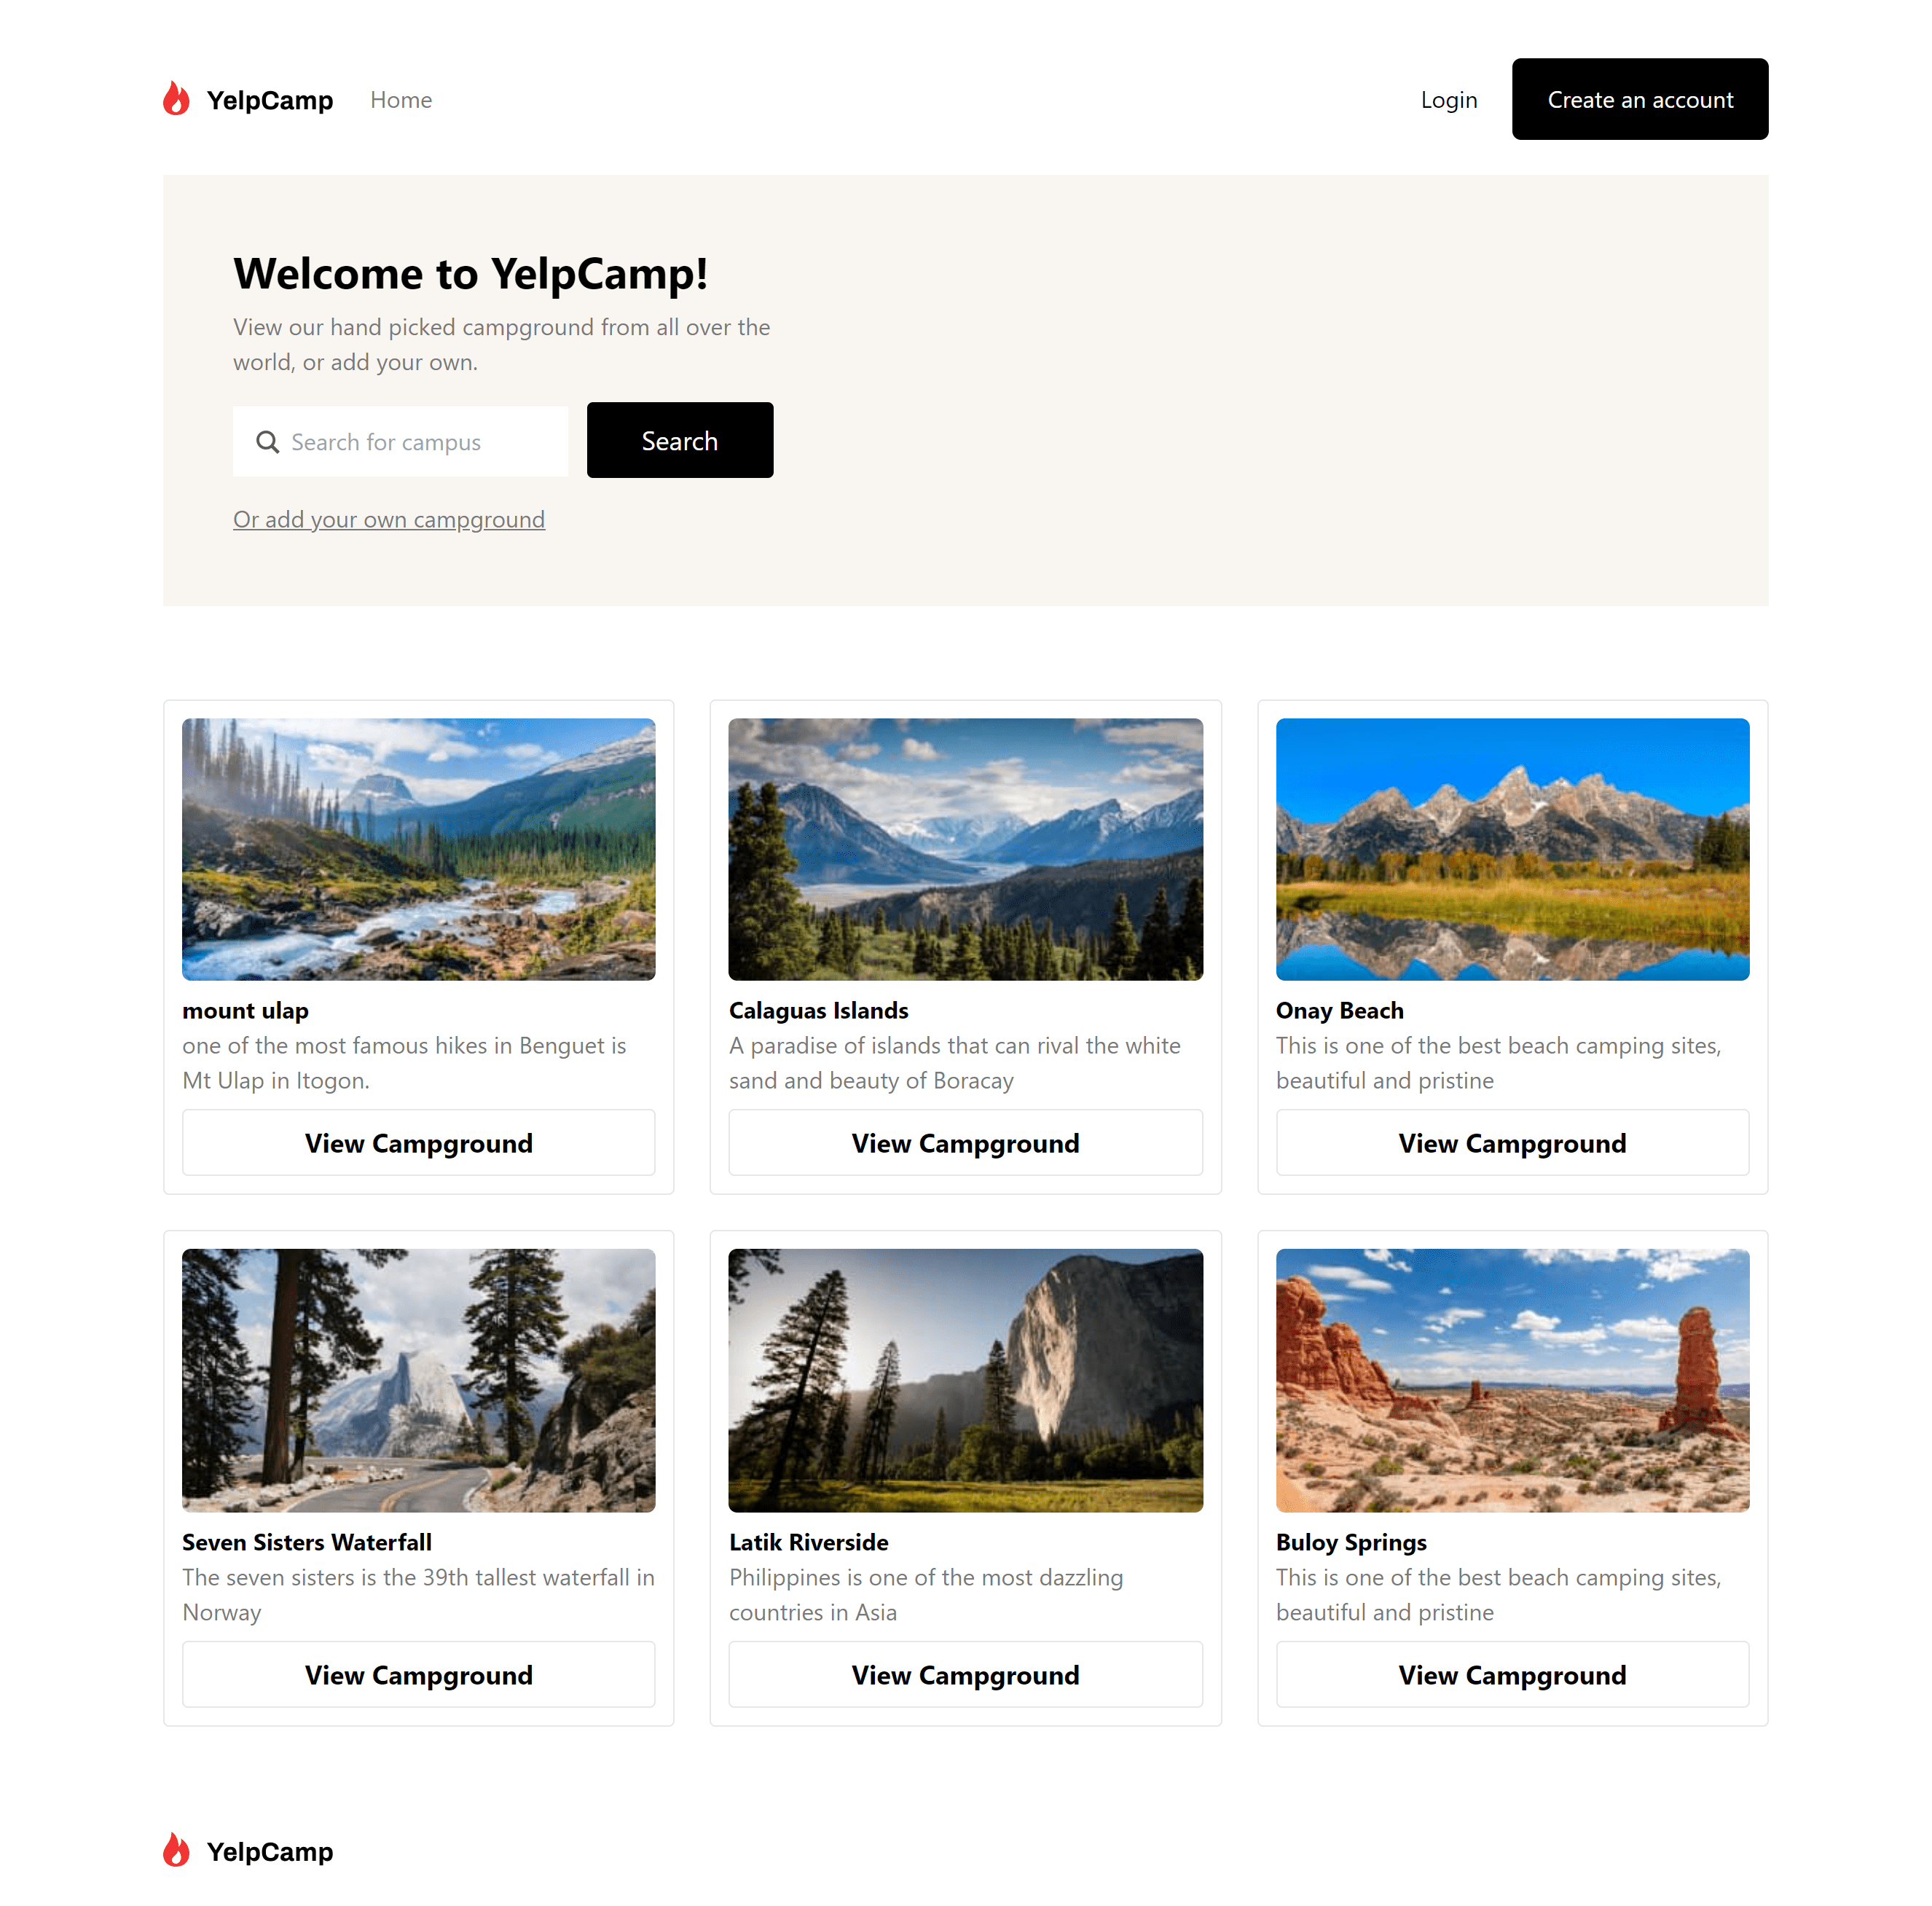 YelpCamp Home Login Create an account
Welcome to YelpCamp!
View our hand picked campground from all over the
world, or add your own.
Search for campus Search
Or add your own campground
mount ulap
one of the most famous hikes in Benguet is
Mt Ulap in Itogon.
View Campground
Calaguas Islands
A paradise of islands that can rival the white
sand and beauty of Boracay
View Campground
Onay Beach
This is one of the best beach camping sites,
beautiful and pristine
View Campground
Seven Sisters Waterfall
The seven sisters is the 39th tallest waterfall in
Norway
View Campground
Latik Riverside
Philippines is one of the most dazzling
countries in Asia
View Campground
Buloy Springs
This is one of the best beach camping sites,
beautiful and pristine
View Campground
YelpCamp